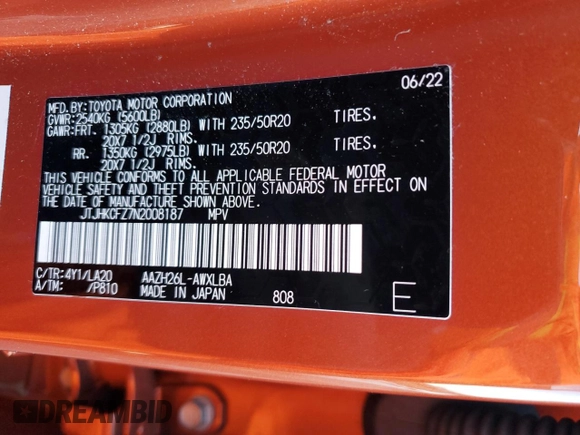 06/22
MFD.BY:TOYOTA MOTOR CORPORATION
GVWR:2540KG (5600LB)
GAWR:FRT. 1305KG (2880LB) WITH 235/50R20 TIRES.
20X7 1/2J RIMS.
RR. 1350KG (2975LB) WITH 235/50R20 TIRES.
20X7 1/2J RIMS.
THIS VEHICLE CONFORMS TO ALL APPLICABLE FEDERAL MOTOR
VEHICLE SAFETY AND THEFT PREVENTION STANDARDS IN EFFECT ON
THE DATE OF MANUFACTURE SHOWN ABOVE.
JTJHKCFZ7N2008187 MPV
C/TR:4Y1/LA20 AAZH26L-AWXLBA
A/TM: /P810 MADE IN JAPAN 808 E
DREAMBID